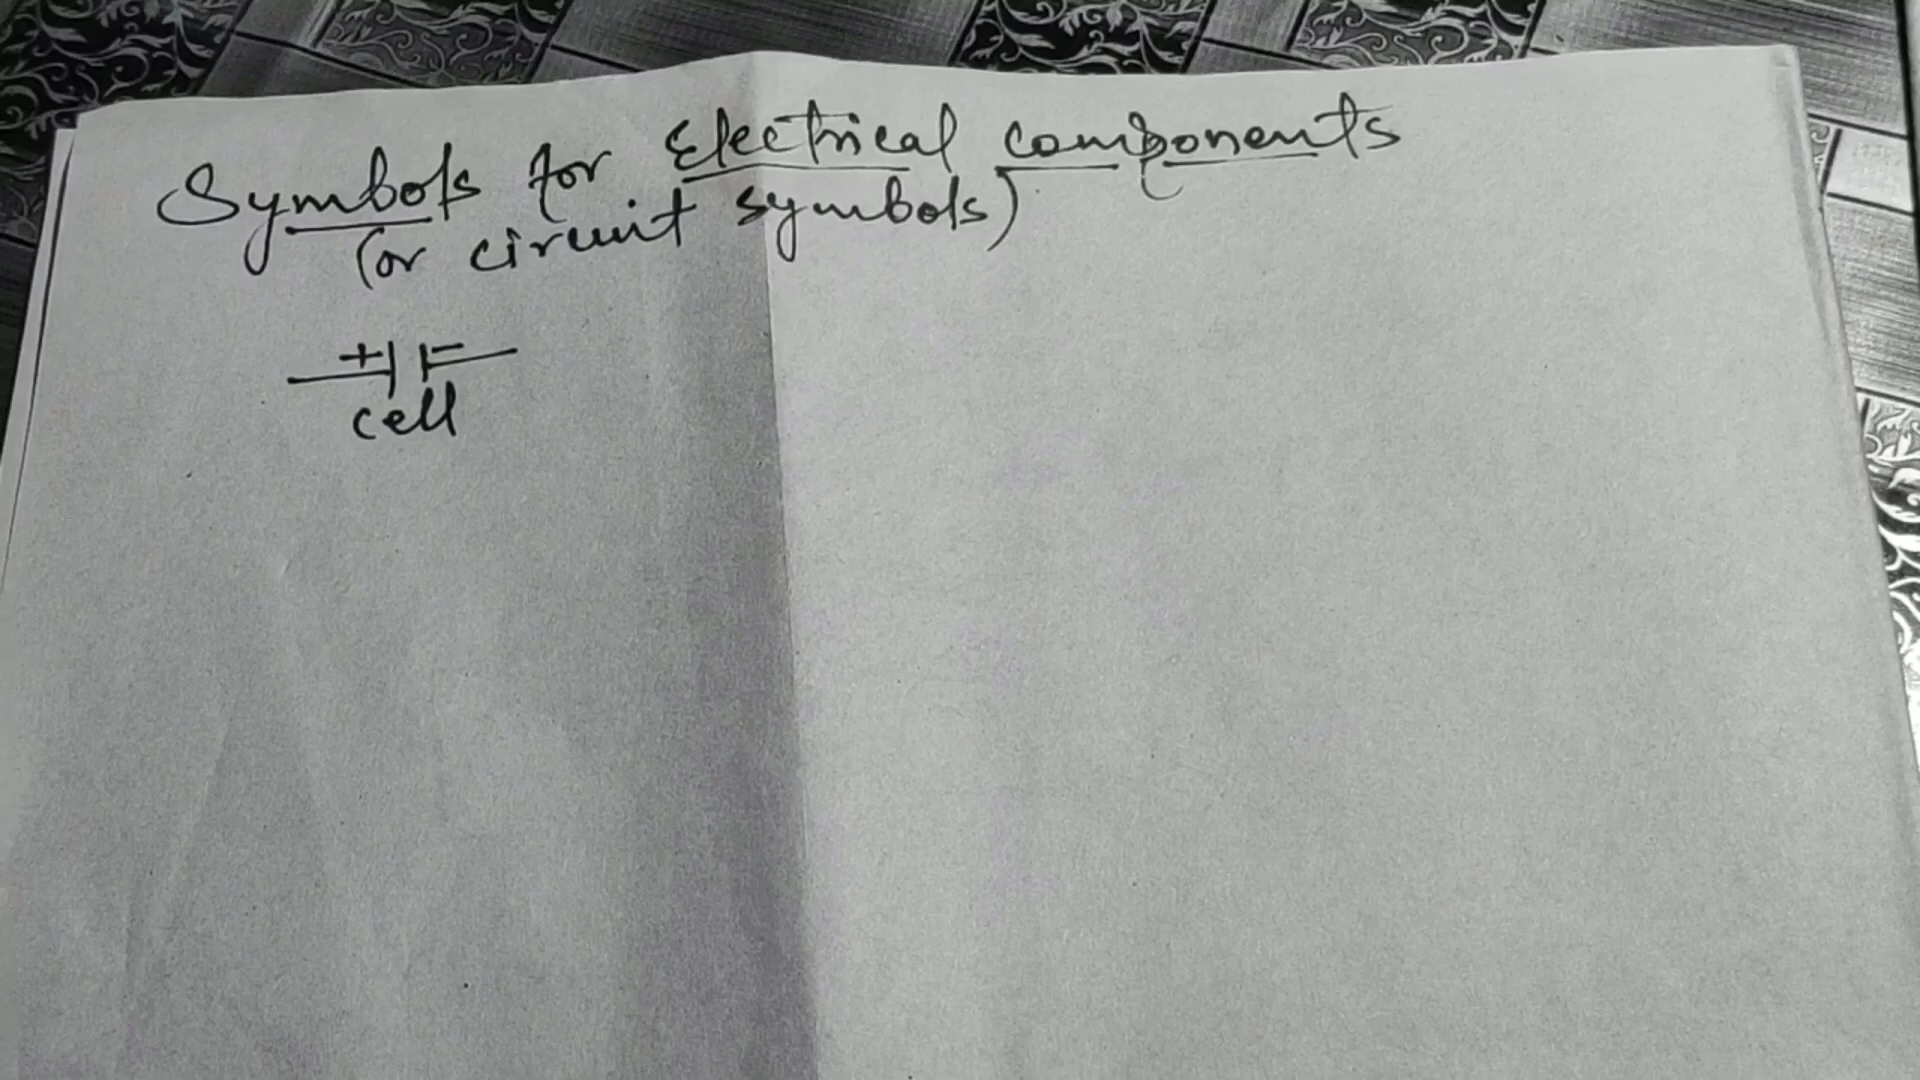 Symbols for Electrical components
(or circuit symbols)
+ -
cell